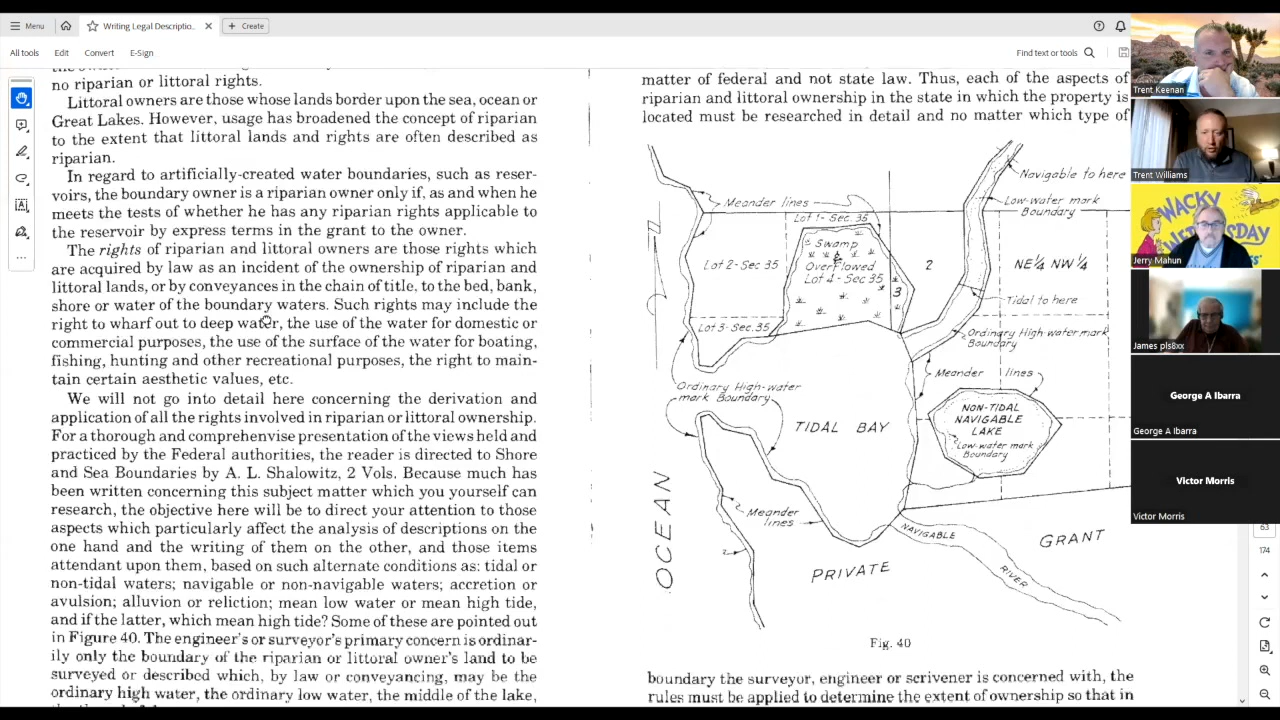 Menu
Writing Legal Descriptio...
Create
All tools
Edit
Convert
E-Sign
Find text or tools
no riparian or littoral rights.
Littoral owners are those whose lands border upon the sea, ocean or
Great Lakes. However, usage has broadened the concept of riparian
to the extent that littoral lands and rights are often described as
riparian.
In regard to artificially-created water boundaries, such as reser-
voirs, the boundary owner is a riparian owner only if, as and when he
meets the tests of whether he has any riparian rights applicable to
the reservoir by express terms in the grant to the owner.
The rights of riparian and littoral owners are those rights which
are acquired by law as an incident of the ownership of riparian and
littoral lands, or by conveyances in the chain of title, to the bed, bank,
shore or water of the boundary waters. Such rights may include the
right to wharf out to deep water, the use of the water for domestic or
commercial purposes, the use of the surface of the water for boating,
fishing, hunting and other recreational purposes, the right to main-
tain certain aesthetic values, etc.
We will not go into detail here concerning the derivation and
application of all the rights involved in riparian or littoral ownership.
For a thorough and comprehenvise presentation of the views held and
practiced by the Federal authorities, the reader is directed to Shore
and Sea Boundaries by A. L. Shalowitz, 2 Vols. Because much has
been written concerning this subject matter which you yourself can
research, the objective here will be to direct your attention to those
aspects which particularly affect the analysis of descriptions on the
one hand and the writing of them on the other, and those items
attendant upon them, based on such alternate conditions as: tidal or
non-tidal waters; navigable or non-navigable waters; accretion or
avulsion; alluvion or reliction; mean low water or mean high tide,
and if the latter, which mean high tide? Some of these are pointed out
in Figure 40. The engineer's or surveyor's primary concern is ordinar-
ily only the boundary of the riparian or littoral owner's land to be
surveyed or described which, by law or conveyancing, may be the
ordinary high water, the ordinary low water, the middle of the lake,
matter of federal and not state law. Thus, each of the aspects of
riparian and littoral ownership in the state in which the property is
located must be researched in detail and no matter which type of
Navigable to here
Meander lines
Low-water mark
Boundary
Lot 1- Sec. 35
Swamp
&
Overflowed
Lot 4-Sec 35
Lot 2-Sec 35
2
3
NE¼ NW¼
Tidal to here
Lot 3-Sec.35
Ordinary High-water mark
Boundary
Meander lines
Ordinary High-water
mark Boundary
NON-TIDAL
NAVIGABLE
LAKE
Low-water mark
Boundary
TIDAL BAY
OCEAN
Meander
lines
NAVIGABLE
RIVER
GRANT
PRIVATE
Fig. 40
boundary the surveyor, engineer or scrivener is concerned with, the
rules must be applied to determine the extent of ownership so that in
Trent Keenan
Trent Williams
WACKY
WEDNESDAY
Jerry Mahun
James pls8xx
George A Ibarra
George A Ibarra
Victor Morris
Victor Morris
63
174